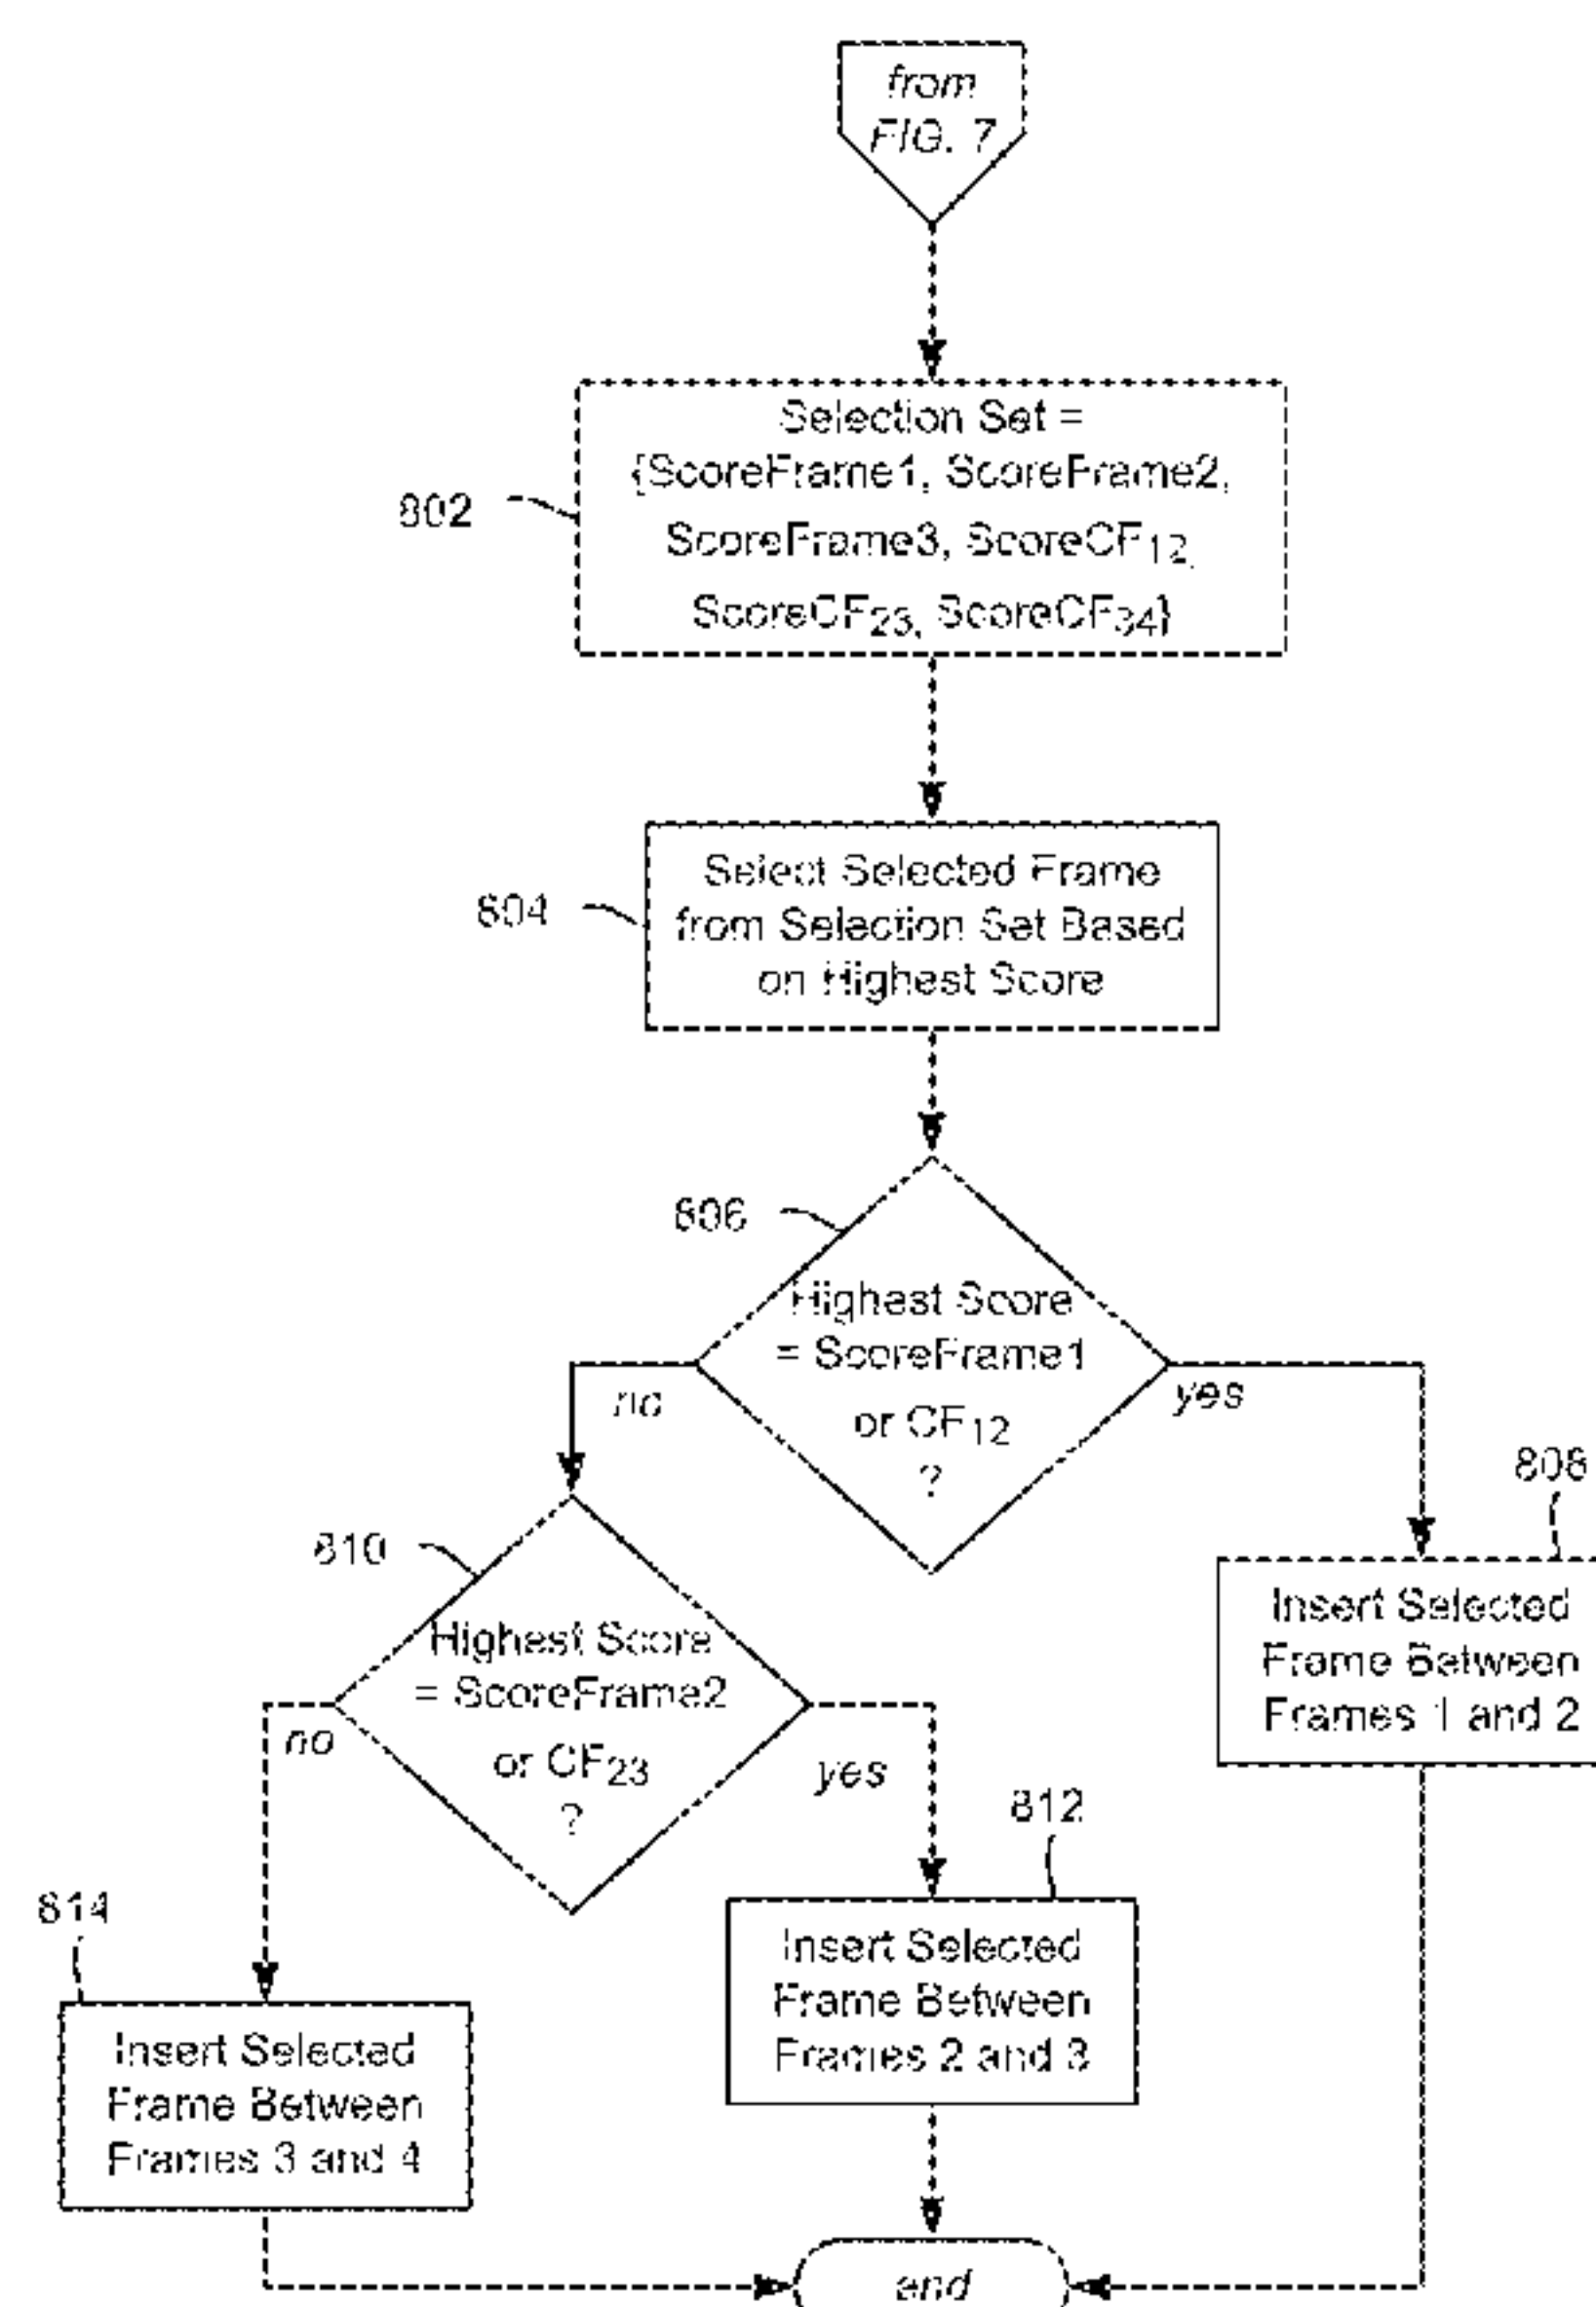 from
FIG. 7
Selection Set =
{ScoreFrame1, ScoreFrame2,
ScoreFrame3, ScoreCF12,
ScoreCF23, ScoreCF34}
802
Select Selected Frame
from Selection Set Based
on Highest Score
804
806
Highest Score
= ScoreFrame1
or CF12
?
no
yes
808
Insert Selected
Frame Between
Frames 1 and 2
810
Highest Score
= ScoreFrame2
or CF23
?
no
yes
812
Insert Selected
Frame Between
Frames 2 and 3
814
Insert Selected
Frame Between
Frames 3 and 4
end